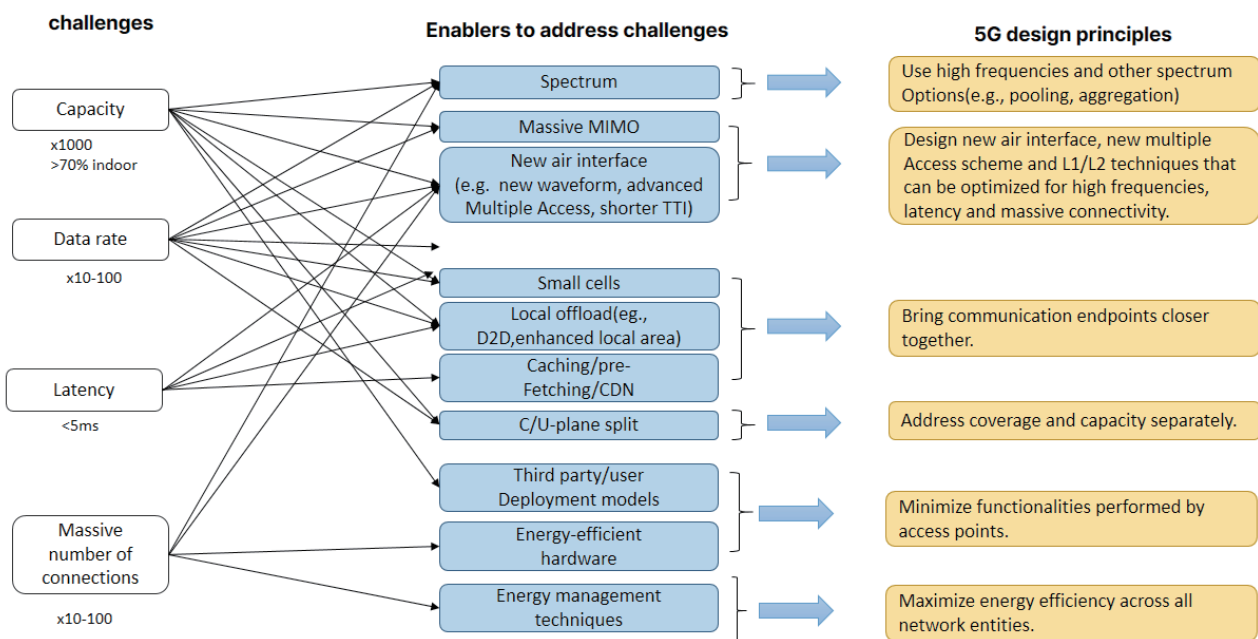 challenges
Enablers to address challenges
5G design principles
Capacity
x1000
>70% indoor
Data rate
x10-100
Latency
<5ms
Massive
number of
connections
x10-100
Spectrum
Massive MIMO
New air interface
(e.g. new waveform, advanced
Multiple Access, shorter TTI)
Small cells
Local offload(eg.,
D2D,enhanced local area)
Caching/pre-
Fetching/CDN
C/U-plane split
Third party/user
Deployment models
Energy-efficient
hardware
Energy management
techniques
Use high frequencies and other spectrum
Options(e.g., pooling, aggregation)
Design new air interface, new multiple
Access scheme and L1/L2 techniques that
can be optimized for high frequencies,
latency and massive connectivity.
Bring communication endpoints closer
together.
Address coverage and capacity separately.
Minimize functionalities performed by
access points.
Maximize energy efficiency across all
network entities.